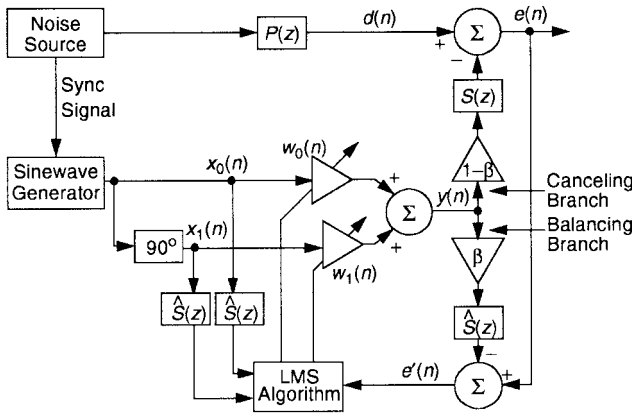 Noise
Source
P(z)
d(n)
+
Σ
e(n)
−
Sync
Signal
S(z)
Sinewave
Generator
x₀(n)
w₀(n)
+
1−β
Canceling
Branch
Σ
y(n)
90°
x₁(n)
+
w₁(n)
Balancing
Branch
β
Ŝ(z)
Ŝ(z)
Ŝ(z)
−
LMS
Algorithm
e'(n)
Σ
+